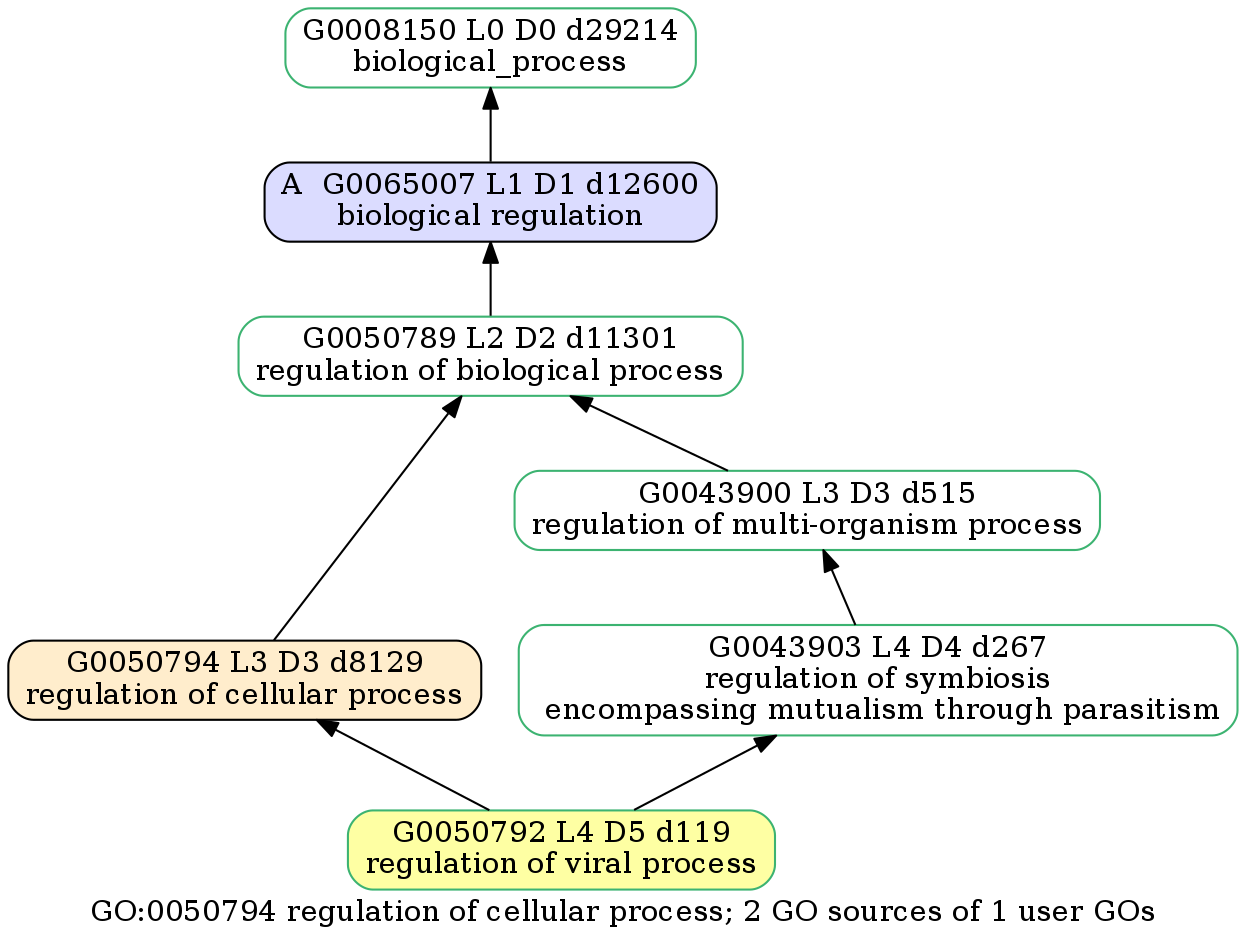 G0008150 L0 D0 d29214
biological_process
A G0065007 L1 D1 d12600
biological regulation
G0050789 L2 D2 d11301
regulation of biological process
G0043900 L3 D3 d515
regulation of multi-organism process
G0050794 L3 D3 d8129
regulation of cellular process
G0043903 L4 D4 d267
regulation of symbiosis
encompassing mutualism through parasitism
G0050792 L4 D5 d119
regulation of viral process
GO:0050794 regulation of cellular process; 2 GO sources of 1 user GOs